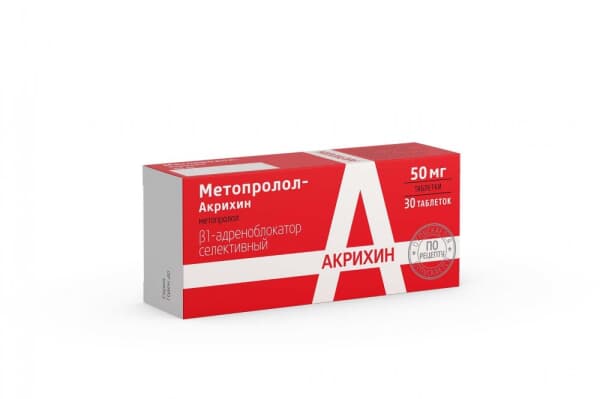 Метопролол-
Акрихин
метопролол
β1-адреноблокатор
селективный
50 мг
ТАБЛЕТКИ
30 ТАБЛЕТОК
АКРИХИН
ПО
РЕЦЕПТУ